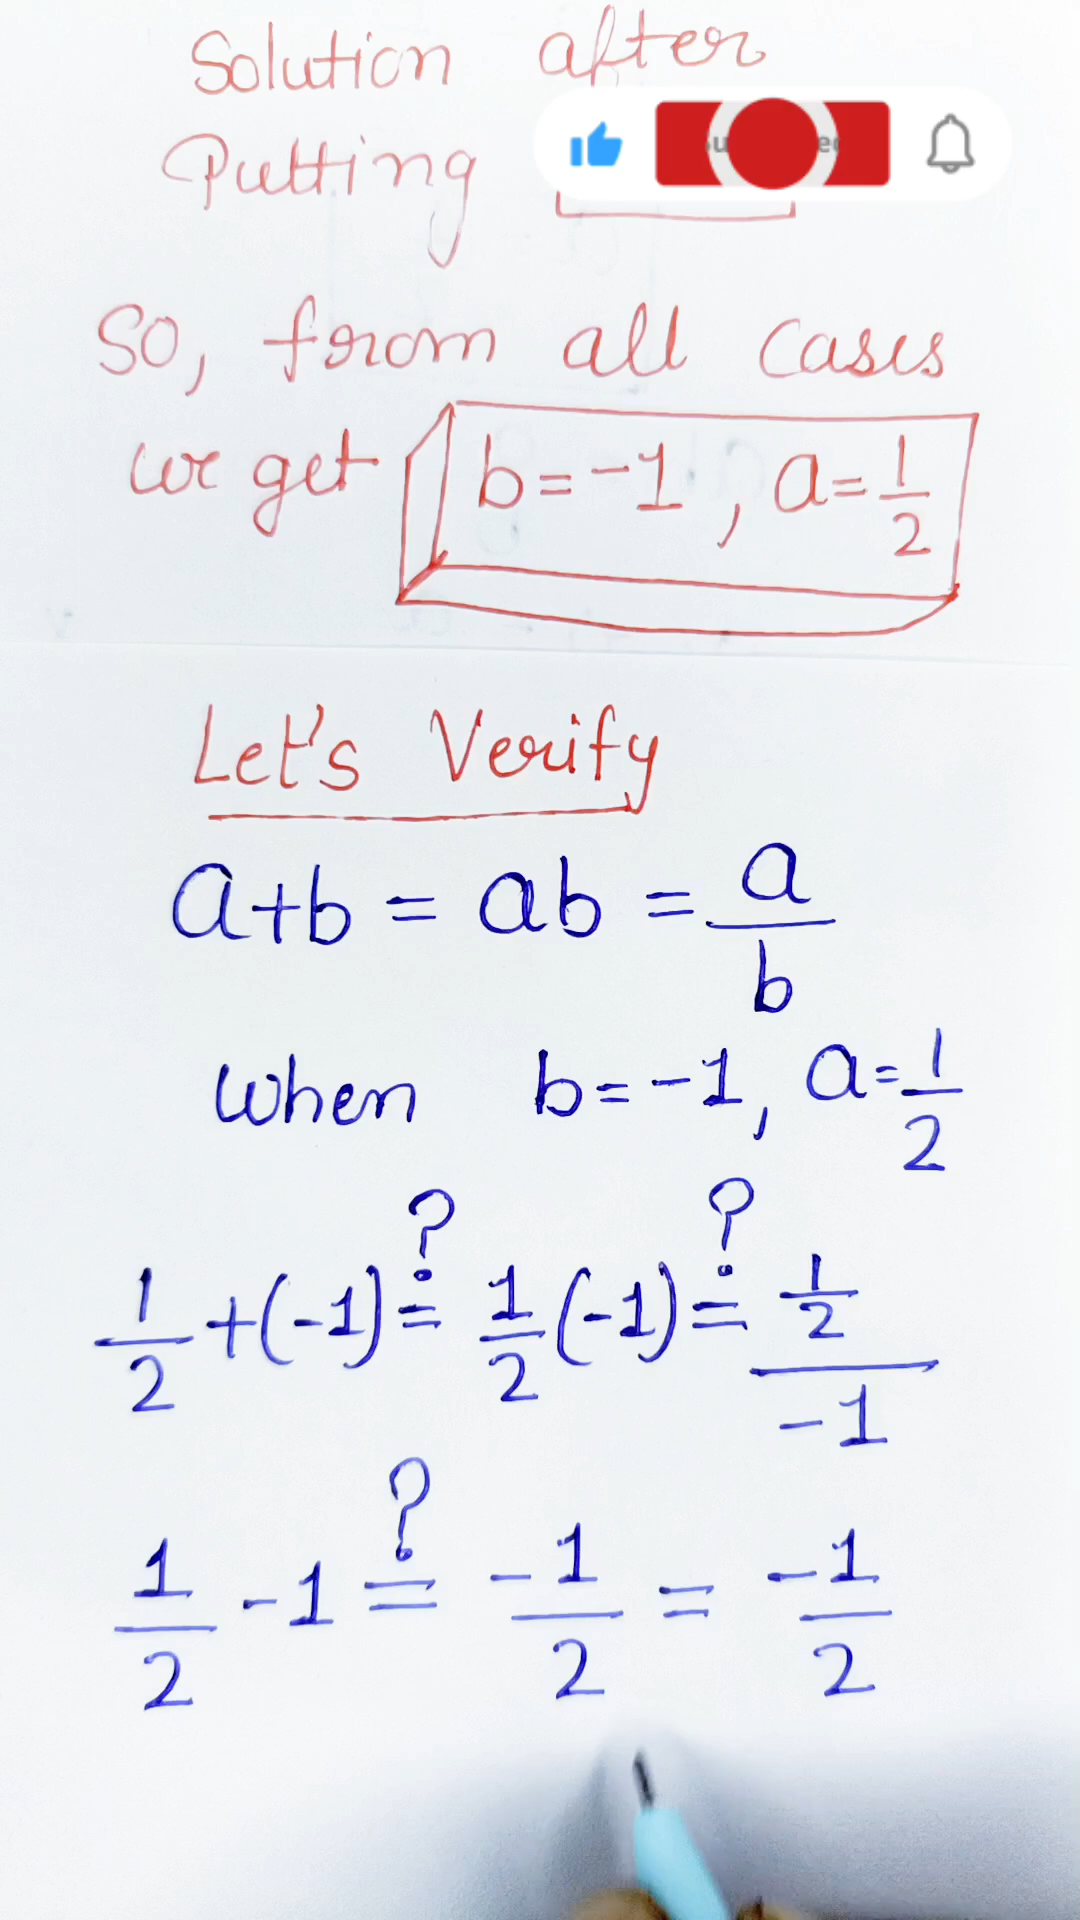 Solution after
Putting
So, from all cases
we get b=-1, a=1/2
Let's Verify
a+b = ab = a/b
when b=-1, a=1/2
1/2 +(-1) ?= 1/2 (-1) ?= 1/2/-1
1/2 -1 ?= -1/2 = -1/2